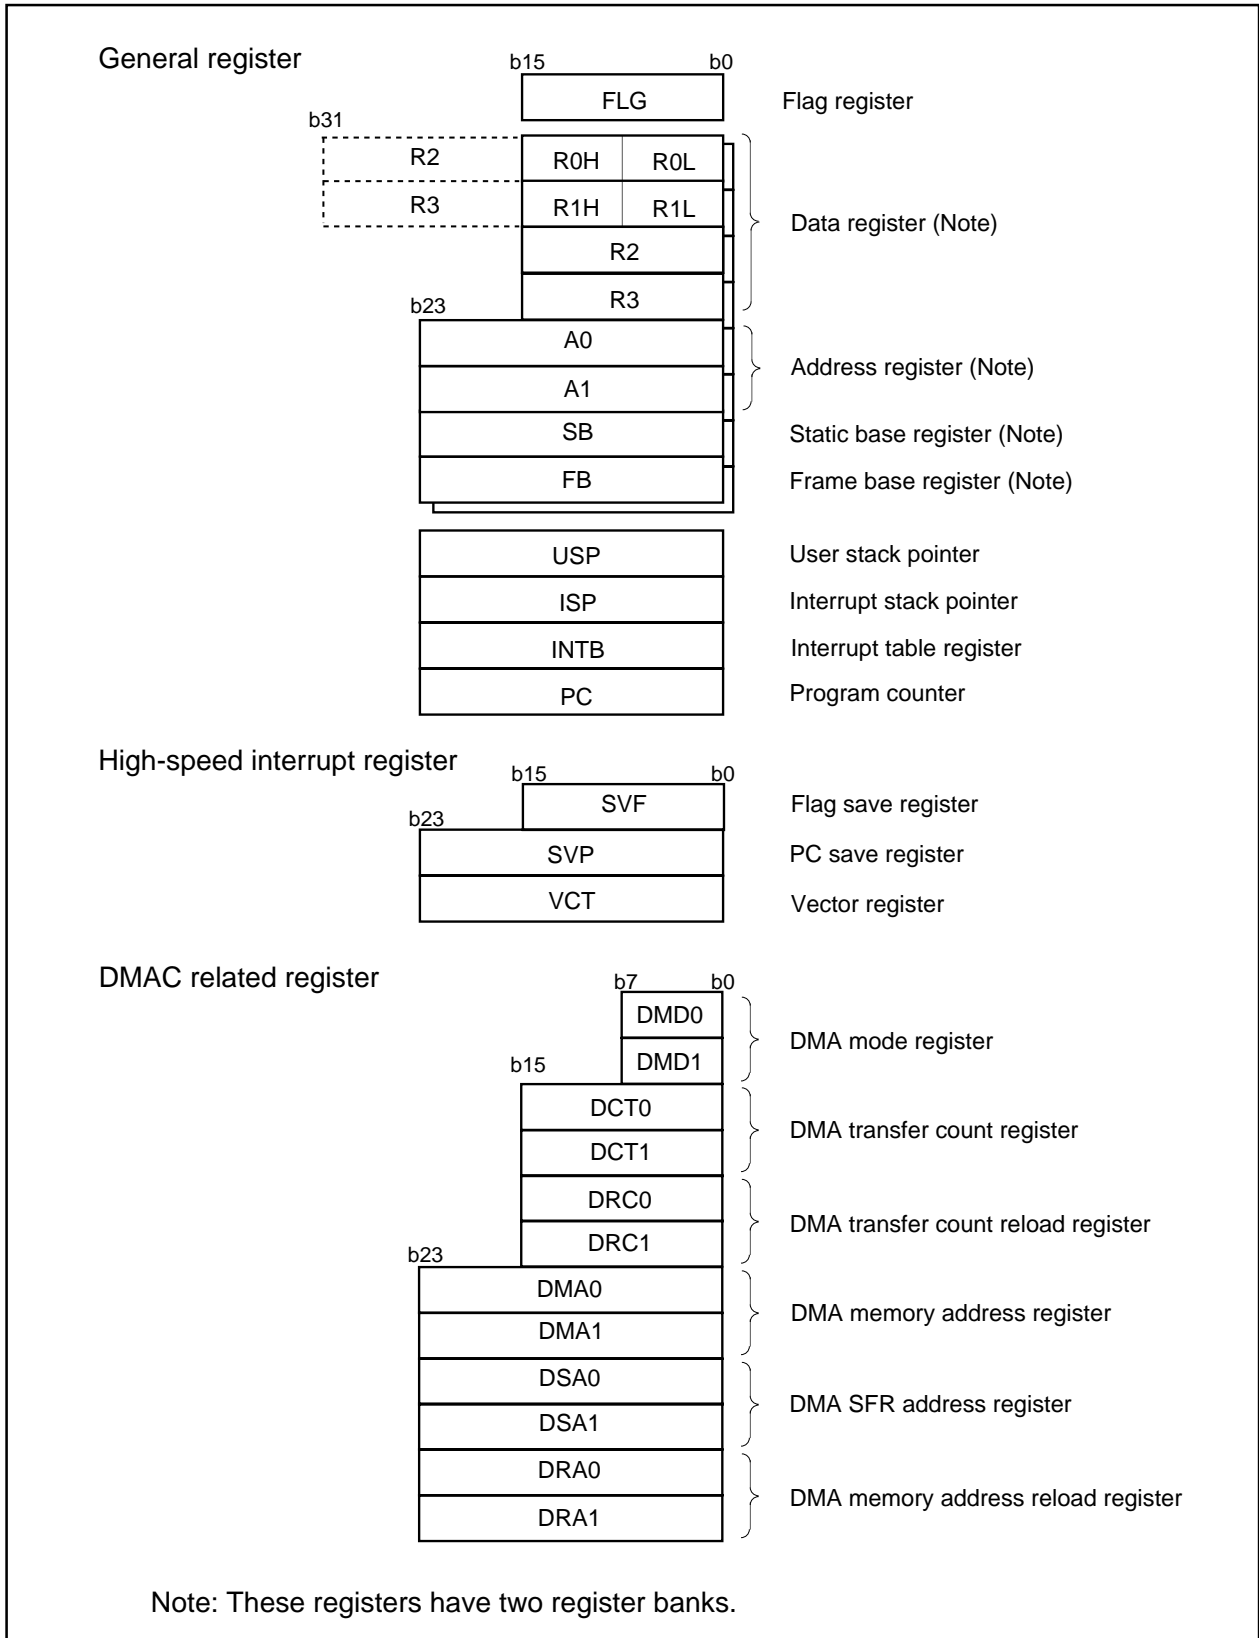 General register
b15 b0
FLG Flag register
b31
R2 R0H R0L
R3 R1H R1L
Data register (Note)
R2
R3
b23
A0
Address register (Note)
A1
SB Static base register (Note)
FB Frame base register (Note)
USP User stack pointer
ISP Interrupt stack pointer
INTB Interrupt table register
PC Program counter
High-speed interrupt register
b15 b0
SVF Flag save register
b23
SVP PC save register
VCT Vector register
DMAC related register
b7 b0
DMD0
DMA mode register
DMD1
b15
DCT0
DMA transfer count register
DCT1
DRC0
DMA transfer count reload register
DRC1
b23
DMA0
DMA memory address register
DMA1
DSA0
DMA SFR address register
DSA1
DRA0
DMA memory address reload register
DRA1
Note: These registers have two register banks.